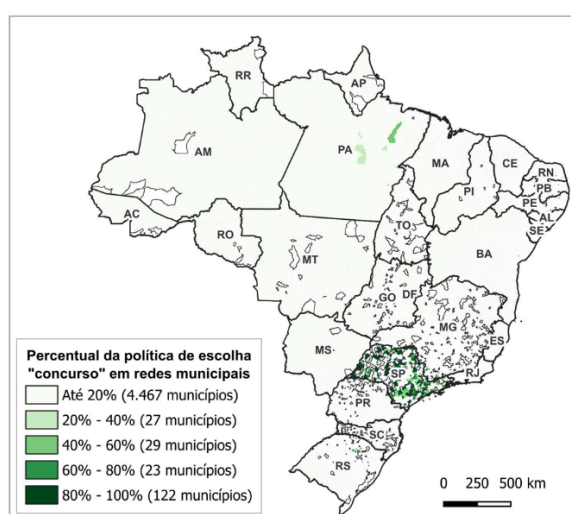 RR
AP
AM
PA
MA
CE
RN
PB
PE
AL
SE
PI
AC
RO
TO
MT
BA
GO
DF
MG
ES
MS
SP
RJ
PR
SC
RS
Percentual da política de escolha
"concurso" em redes municipais
Até 20% (4.467 municípios)
20% - 40% (27 municípios)
40% - 60% (29 municípios)
60% - 80% (23 municípios)
80% - 100% (122 municípios)
0 250 500 km